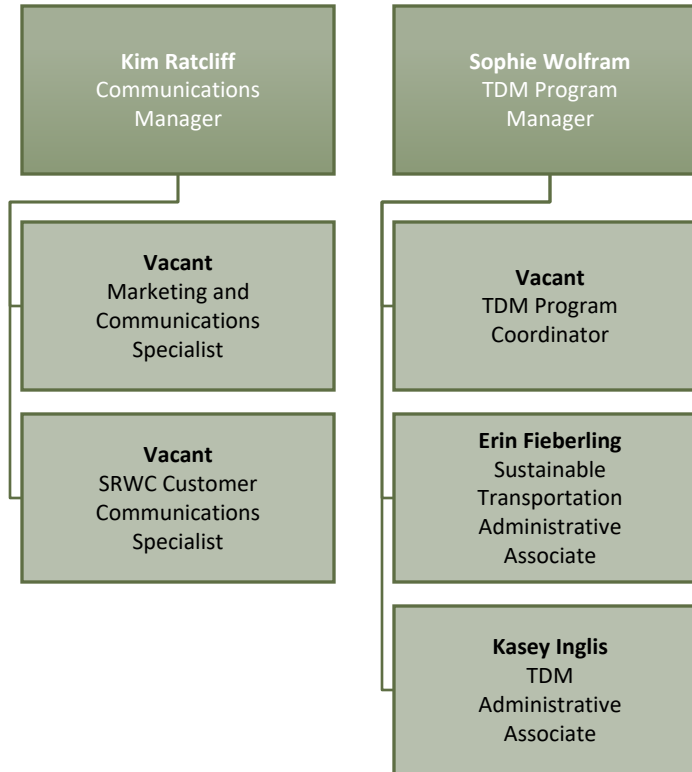 Kim Ratcliff
Communications
Manager
Sophie Wolfram
TDM Program
Manager
Vacant
Marketing and
Communications
Specialist
Vacant
SRWC Customer
Communications
Specialist
Vacant
TDM Program
Coordinator
Erin Fieberling
Sustainable
Transportation
Administrative
Associate
Kasey Inglis
TDM
Administrative
Associate